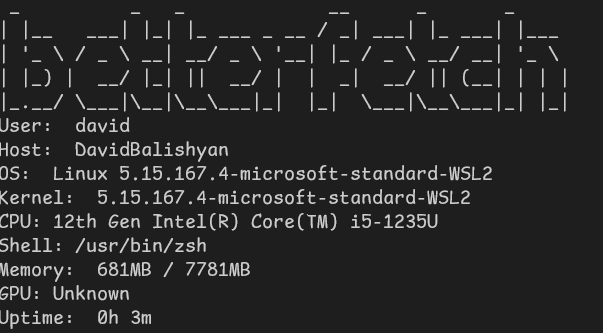 betterfetch
User:  david
Host:  DavidBalishyan
OS:  Linux 5.15.167.4-microsoft-standard-WSL2
Kernel:  5.15.167.4-microsoft-standard-WSL2
CPU: 12th Gen Intel(R) Core(TM) i5-1235U
Shell: /usr/bin/zsh
Memory:  681MB / 7781MB
GPU: Unknown
Uptime:  0h 3m